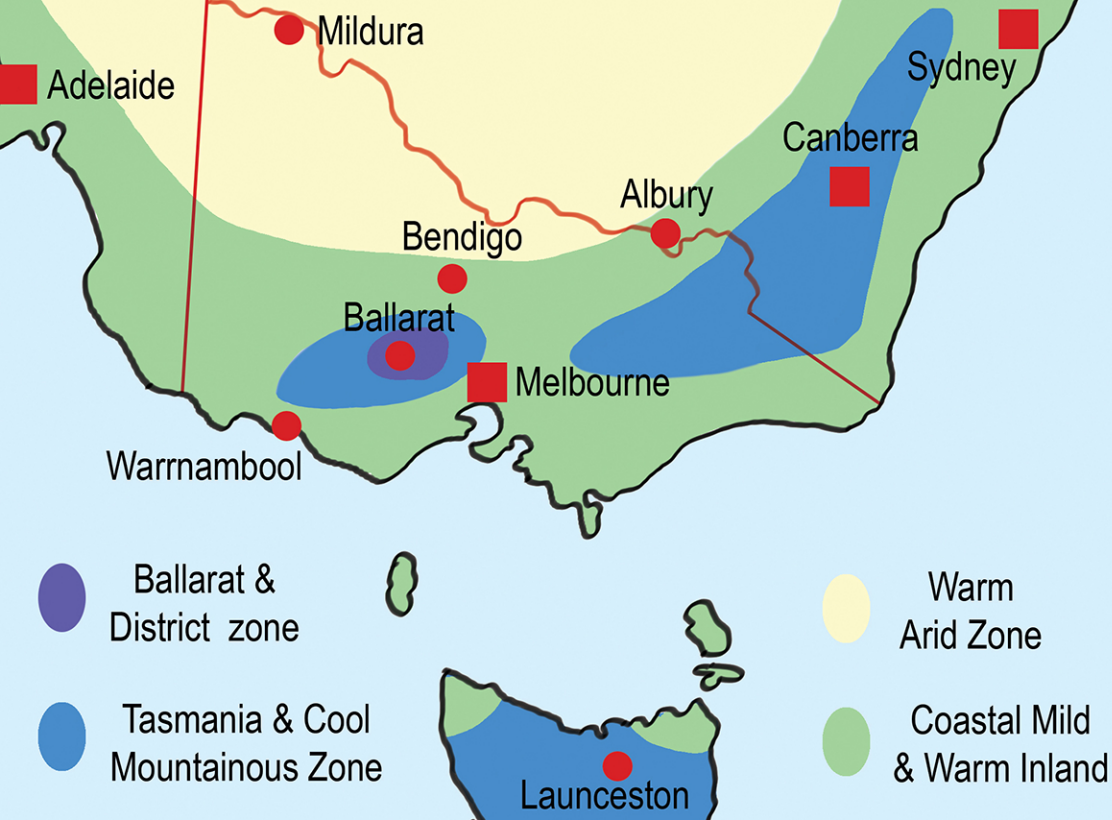 Mildura
Sydney
Adelaide
Canberra
Albury
Bendigo
Ballarat
Melbourne
Warrnambool
Ballarat &
District zone
Warm
Arid Zone
Tasmania & Cool
Mountainous Zone
Coastal Mild
& Warm Inland
Launceston